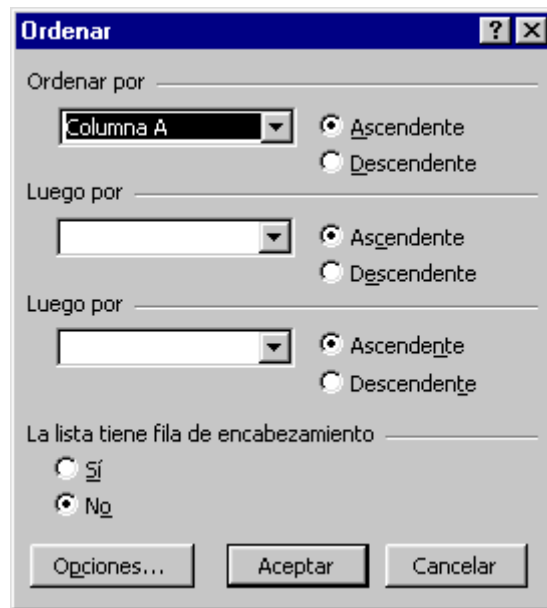 Ordenar
Ordenar por
Columna A
Ascendente
Descendente
Luego por
Ascendente
Descendente
Luego por
Ascendente
Descendente
La lista tiene fila de encabezamiento
Sí
No
Opciones... Aceptar Cancelar